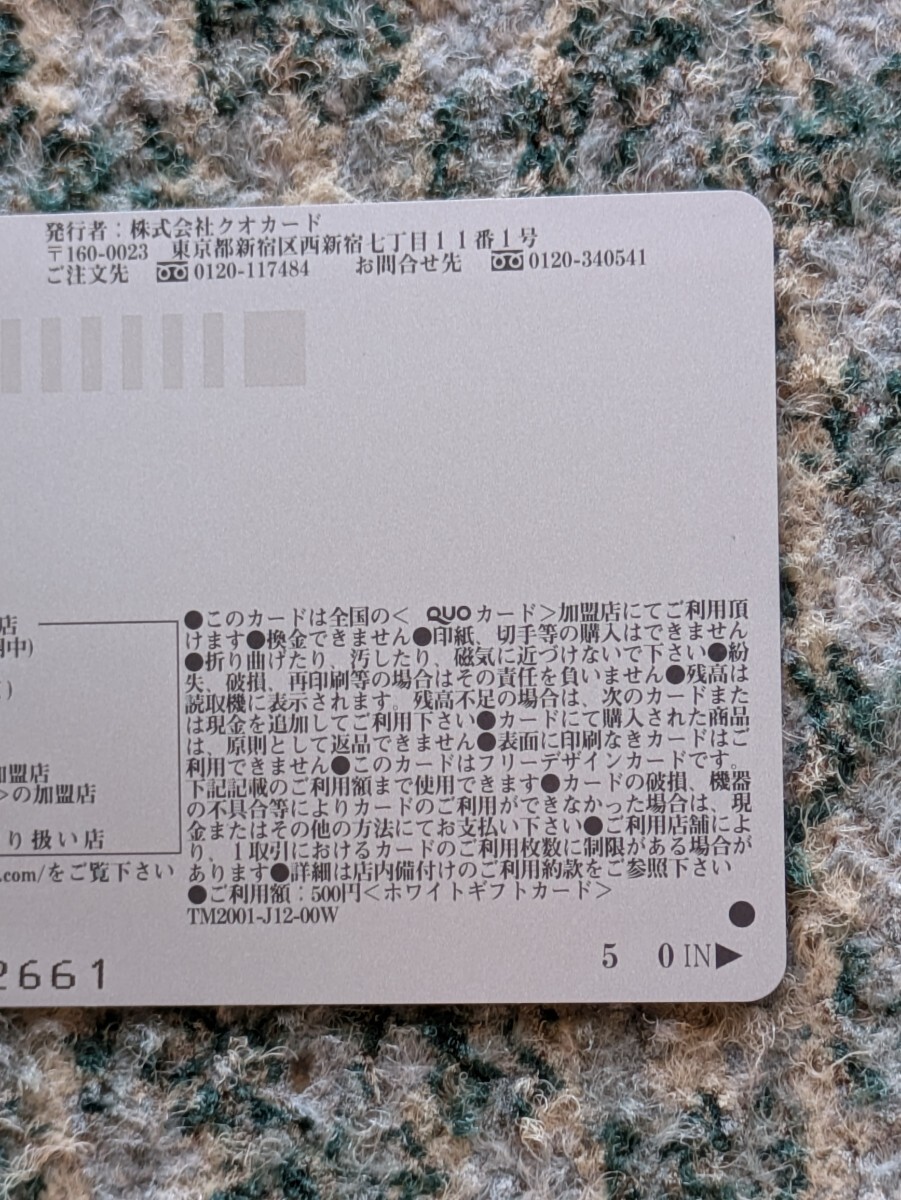 発行者：株式会社クオカード
〒160-0023 東京都新宿区西新宿七丁目11番1号
ご注文先 0120-117484 お問合せ先 0120-340541
店
中)
)
加盟店
>の加盟店
り扱い店
.com/をご覧下さい
●このカードは全国の< QUOカード>加盟店にてご利用頂
けます●換金できません●印紙、切手等の購入はできません
●折り曲げたり、汚したり、磁気に近づけないで下さい●紛
失、破損、再印刷等の場合はその責任を負いません●残高は
読取機に表示されます。残高不足の場合は、次のカードまた
は現金を追加してご利用下さい●カードにて購入された商品
は、原則として返品できません●表面に印刷なきカードはご
利用できません●このカードはフリーデザインカードです。
下記記載のご利用額まで使用できます●カードの破損、機器
の不具合等によりカードのご利用ができなかった場合は、現
金またはその他の方法にてお支払い下さい●ご利用店舗によ
り、1取引におけるカードのご利用枚数に制限がある場合が
あります●詳細は店内備付けのご利用約款をご参照下さい
●ご利用額：500円<ホワイトギフトカード>
TM2001-J12-00W
5 0 IN▶
2661